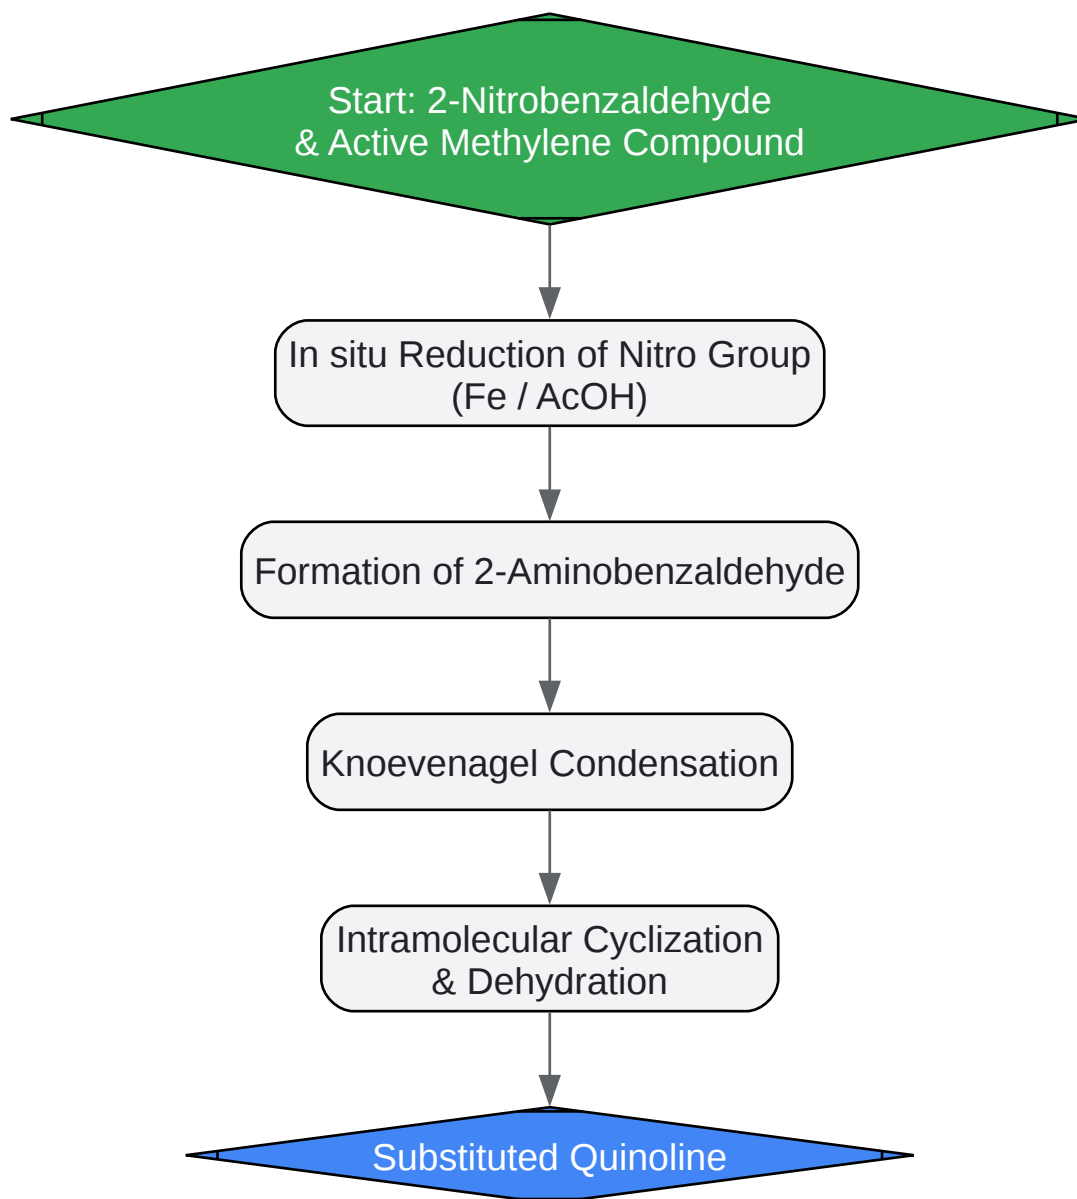 Start: 2-Nitrobenzaldehyde
& Active Methylene Compound
In situ Reduction of Nitro Group
(Fe / AcOH)
Formation of 2-Aminobenzaldehyde
Knoevenagel Condensation
Intramolecular Cyclization
& Dehydration
Substituted Quinoline